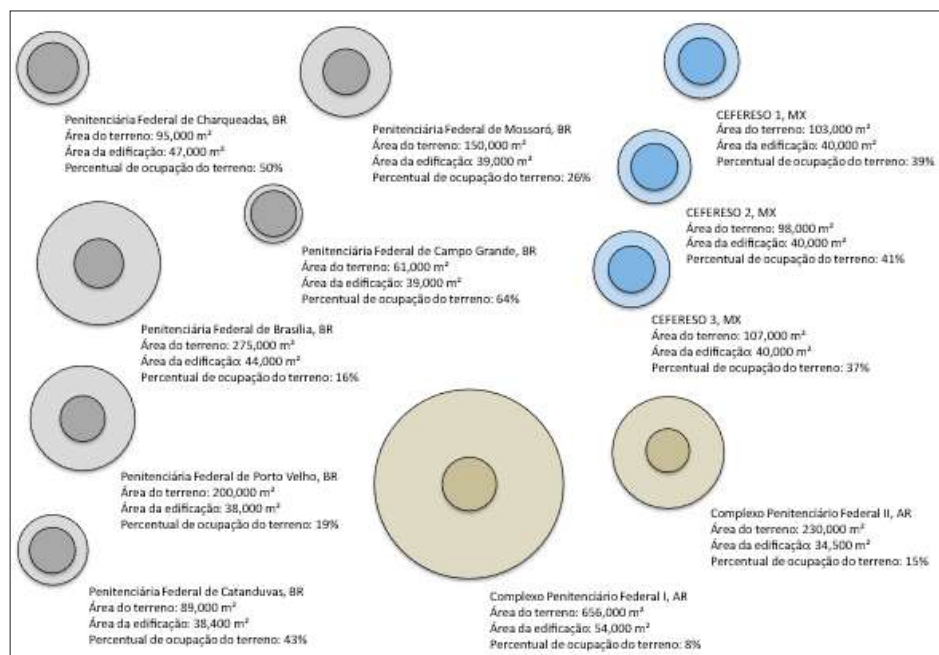 Penitenciária Federal de Charqueadas, BR
Área do terreno: 95,000 m²
Área da edificação: 47,000 m²
Percentual de ocupação do terreno: 50%
Penitenciária Federal de Mossoró, BR
Área do terreno: 150,000 m²
Área da edificação: 39,000 m²
Percentual de ocupação do terreno: 26%
CEFERESO 1, MX
Área do terreno: 103,000 m²
Área da edificação: 40,000 m²
Percentual de ocupação do terreno: 39%
CEFERESO 2, MX
Área do terreno: 98,000 m²
Área da edificação: 40,000 m²
Percentual de ocupação do terreno: 41%
Penitenciária Federal de Campo Grande, BR
Área do terreno: 61,000 m²
Área da edificação: 39,000 m²
Percentual de ocupação do terreno: 64%
Penitenciária Federal de Brasília, BR
Área do terreno: 275,000 m²
Área da edificação: 44,000 m²
Percentual de ocupação do terreno: 16%
CEFERESO 3, MX
Área do terreno: 107,000 m²
Área da edificação: 40,000 m²
Percentual de ocupação do terreno: 37%
Penitenciária Federal de Porto Velho, BR
Área do terreno: 200,000 m²
Área da edificação: 38,000 m²
Percentual de ocupação do terreno: 19%
Complexo Penitenciário Federal II, AR
Área do terreno: 230,000 m²
Área da edificação: 34,500 m²
Percentual de ocupação do terreno: 15%
Penitenciária Federal de Catanduvas, BR
Área do terreno: 89,000 m²
Área da edificação: 38,400 m²
Percentual de ocupação do terreno: 43%
Complexo Penitenciário Federal I, AR
Área do terreno: 656,000 m²
Área da edificação: 54,000 m²
Percentual de ocupação do terreno: 8%